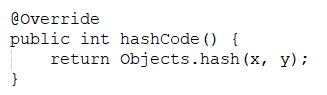 @Override
public int hashCode() {
    return Objects.hash(x, y);
}